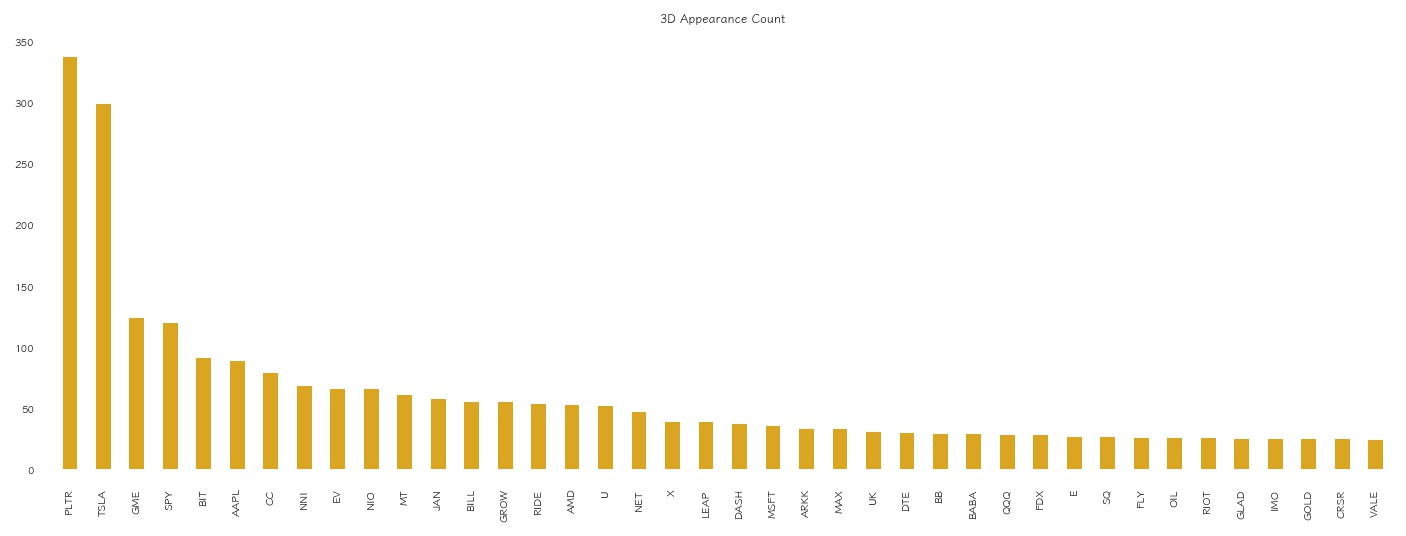 3D Appearance Count
350
300
250
200
150
100
50
0
PLTR
TSLA
GME
SPY
BIT
AAPL
CC
NNI
EV
NIO
MT
JAN
BILL
GROW
RIDE
AMD
U
NET
X
LEAP
DASH
MSFT
ARKK
MAX
UK
DTE
BB
BABA
QQQ
FDX
E
SQ
FLY
OIL
RIOT
GLAD
IMO
GOLD
CRSR
VALE